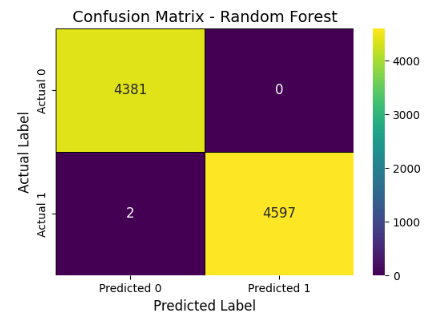 Confusion Matrix - Random Forest
Actual Label
Actual 0
4381
0
Actual 1
2
4597
Predicted 0
Predicted 1
Predicted Label
4000
3000
2000
1000
0